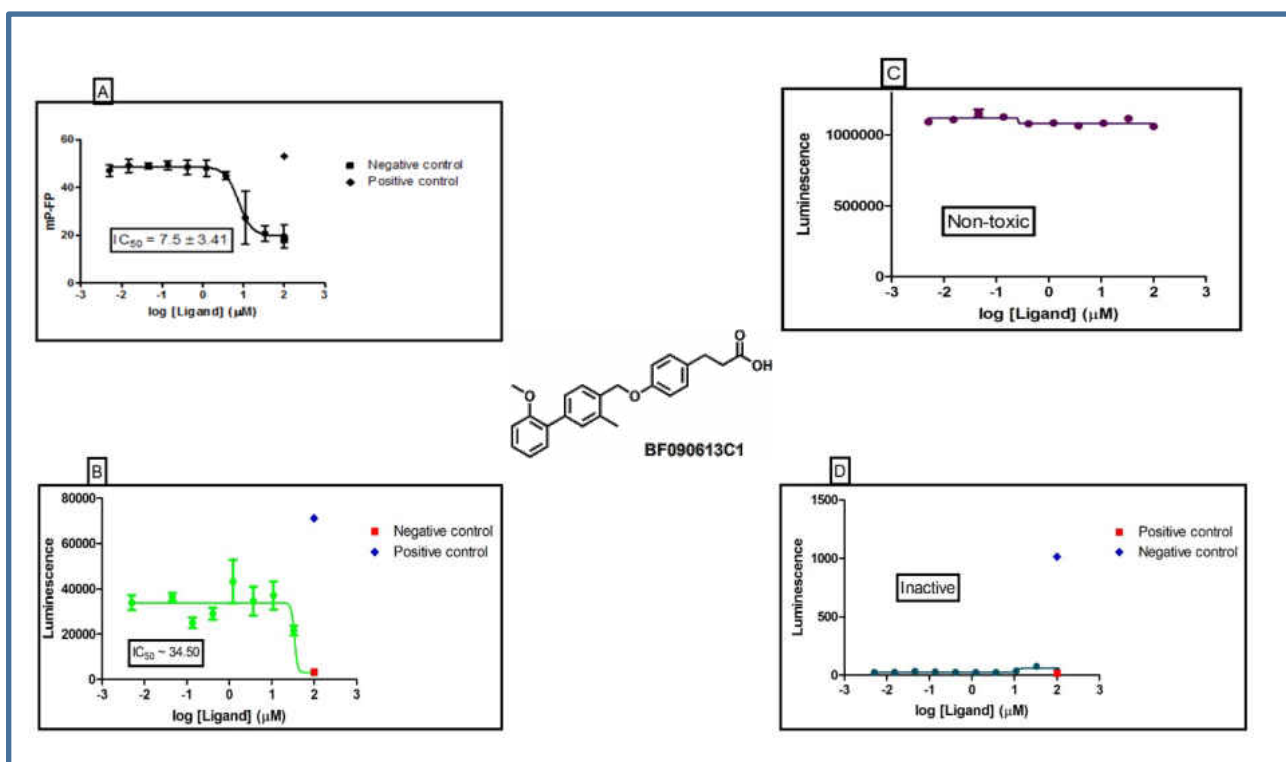 A
60
40
20
0
mP-FP
-3 -2 -1 0 1 2 3
log [Ligand] (µM)
IC50 = 7.5 ± 3.41
Negative control
Positive control
C
1000000
500000
0
Luminescence
Non-toxic
-3 -2 -1 0 1 2 3
log [Ligand] (µM)
O
OH
O
O
BF090613C1
B
80000
60000
40000
20000
0
Luminescence
IC50 ~ 34.50
-3 -2 -1 0 1 2 3
log [Ligand] (µM)
Negative control
Positive control
D
1500
1000
500
0
Luminescence
Inactive
-3 -2 -1 0 1 2 3
log [Ligand] (µM)
Positive control
Negative control